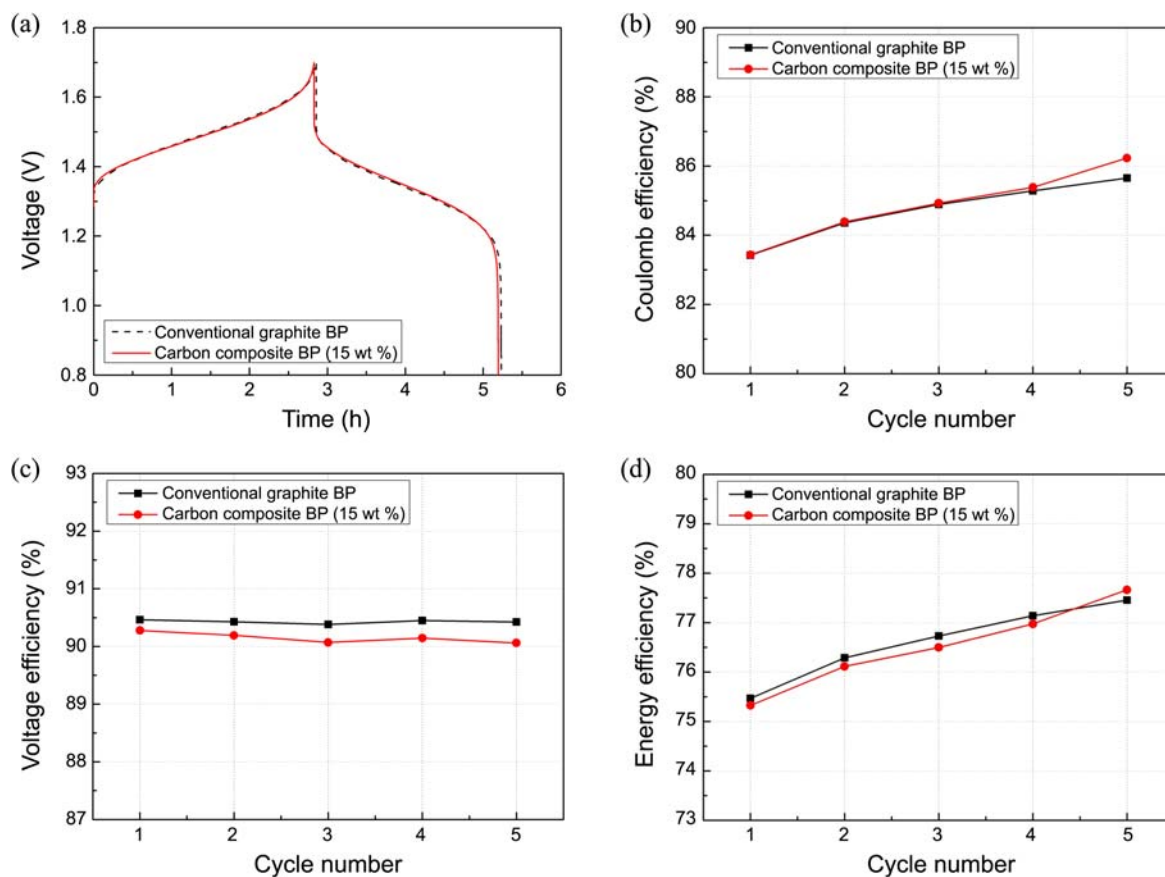 (a)
1.8
1.6
1.4
1.2
1.0
0.8
Voltage (V)
Conventional graphite BP
Carbon composite BP (15 wt %)
0 1 2 3 4 5 6
Time (h)
(b)
90
88
86
84
82
80
Coulomb efficiency (%)
Conventional graphite BP
Carbon composite BP (15 wt %)
1 2 3 4 5
Cycle number
(c)
93
92
91
90
89
88
87
Voltage efficiency (%)
Conventional graphite BP
Carbon composite BP (15 wt %)
1 2 3 4 5
Cycle number
(d)
80
79
78
77
76
75
74
73
Energy efficiency (%)
Conventional graphite BP
Carbon composite BP (15 wt %)
1 2 3 4 5
Cycle number